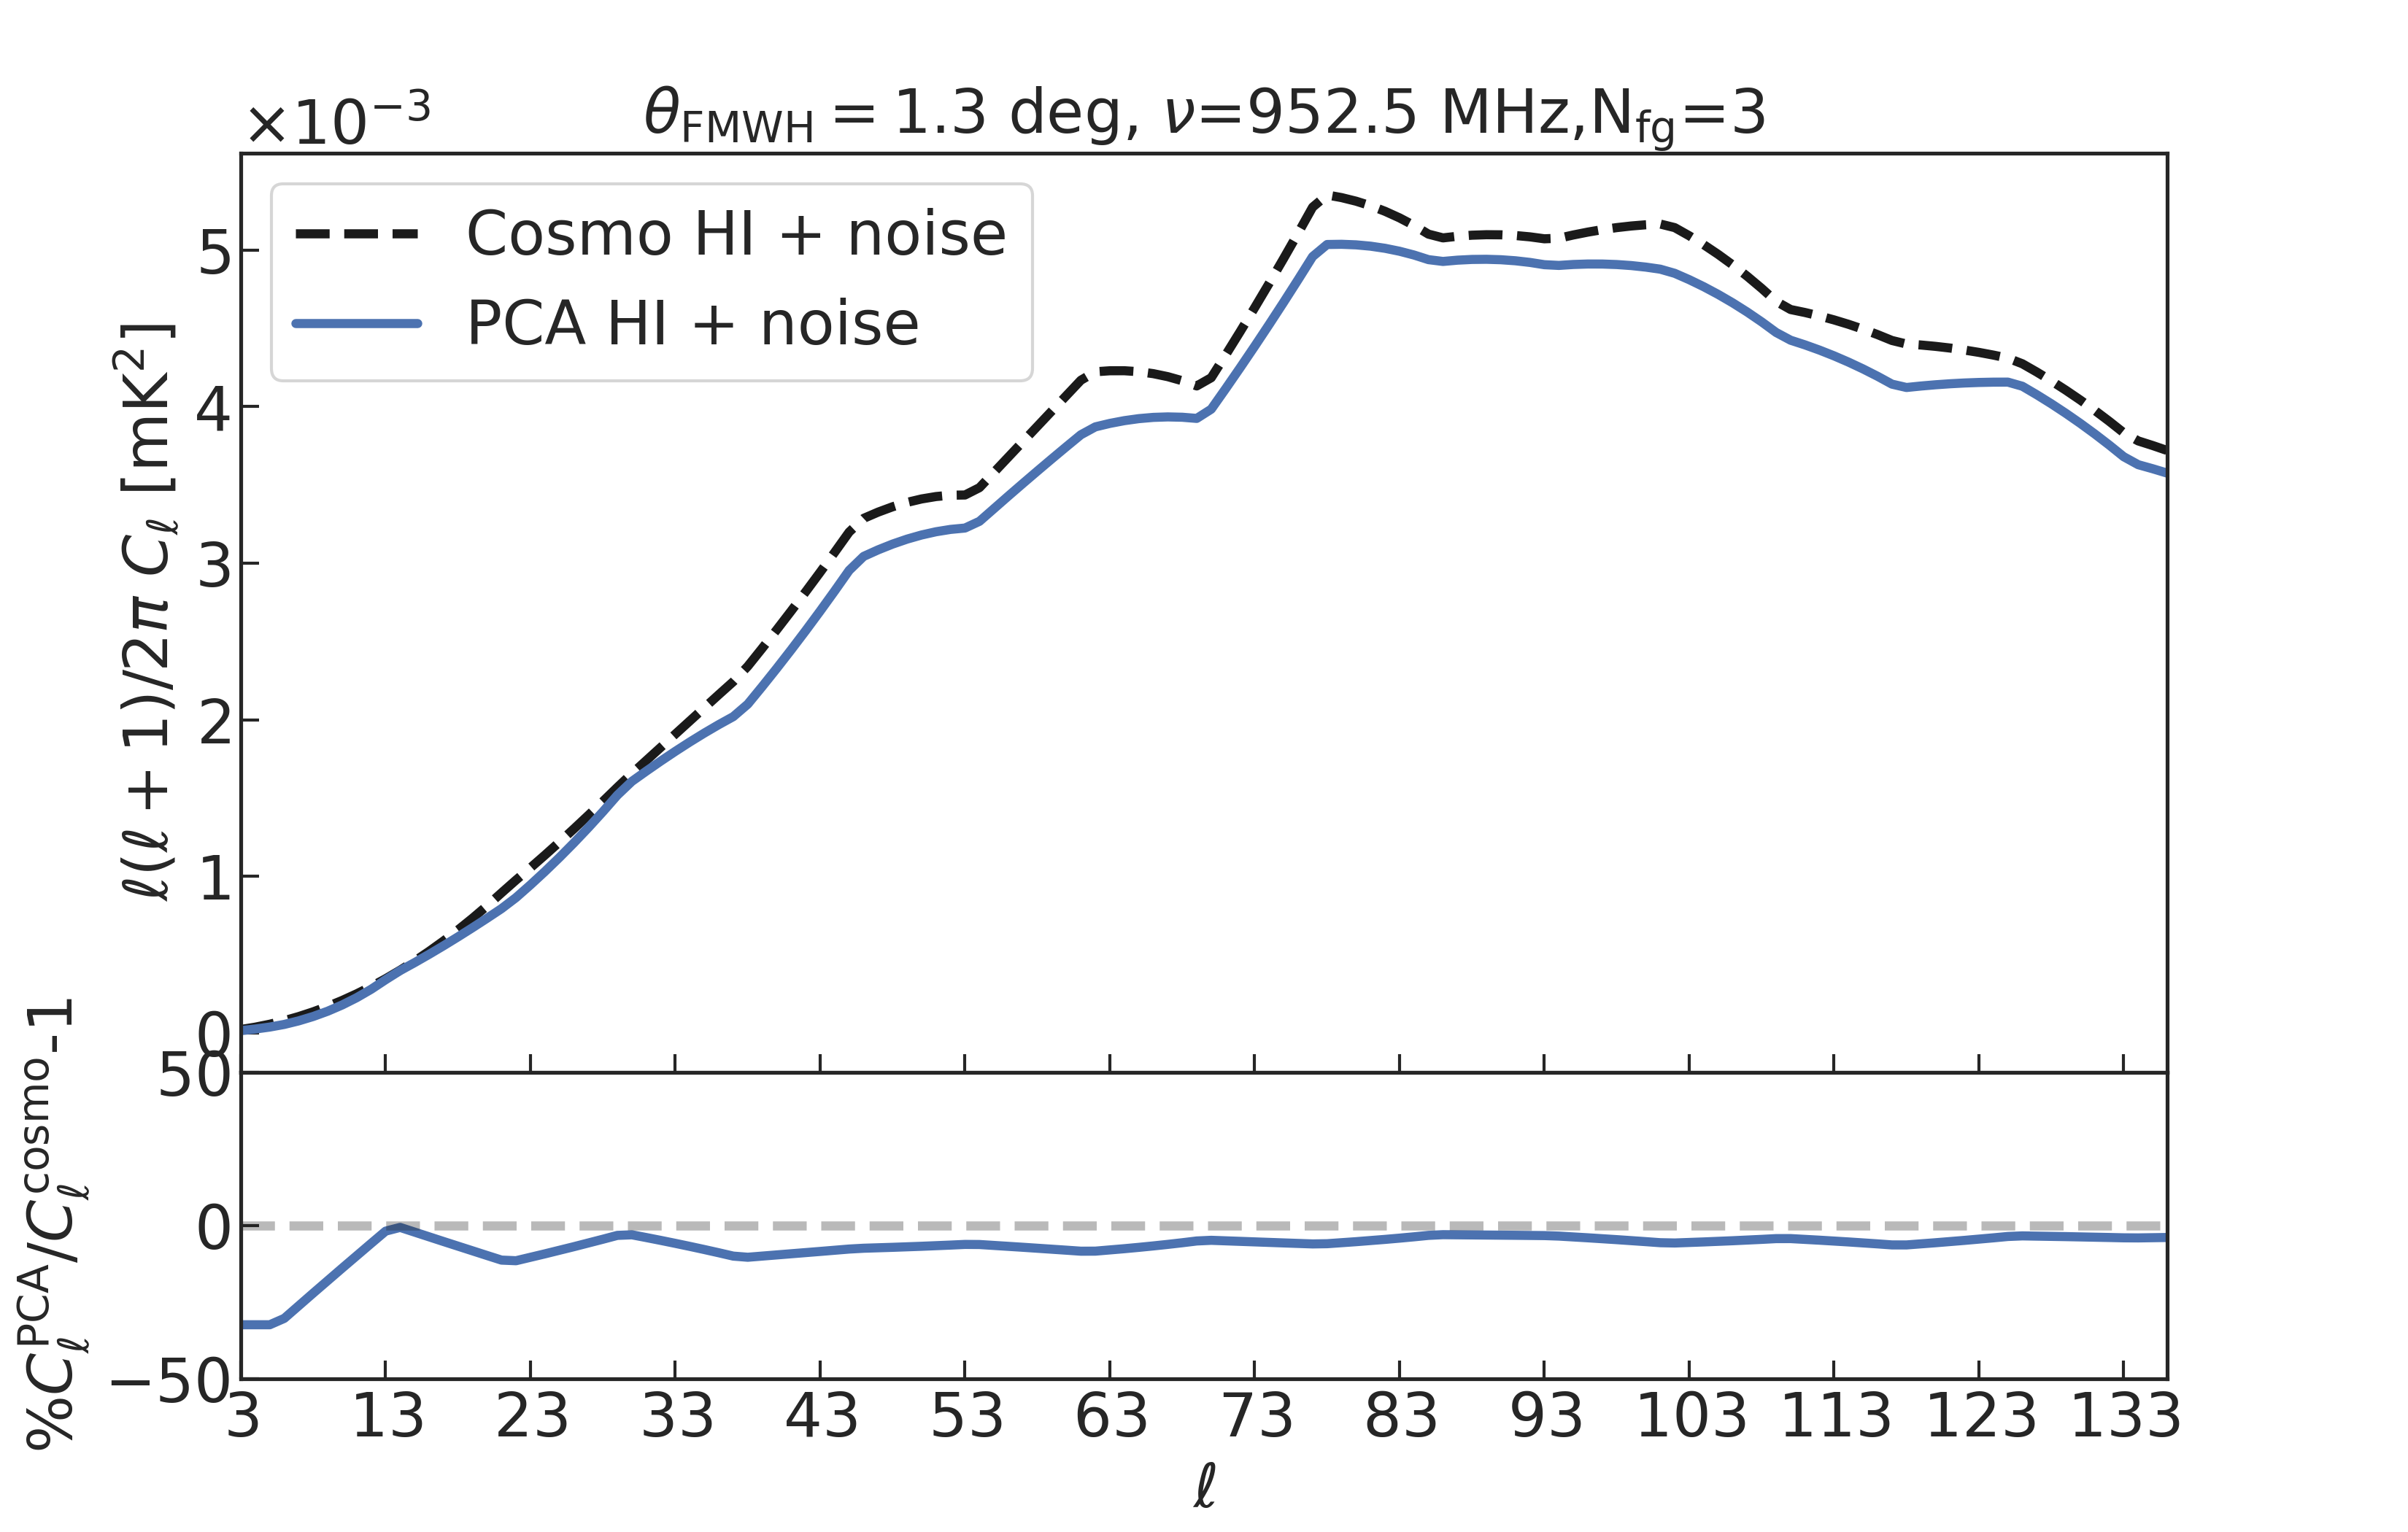 ×10⁻³
θ_FMWH = 1.3 deg, ν=952.5 MHz,N_fg=3
Cosmo HI + noise
PCA HI + noise
ℓ(ℓ + 1)/2π C_ℓ [mK²]
5
4
3
2
1
0
%C_ℓ^PCA/C_ℓ^cosmo-1
50
0
−50
3 13 23 33 43 53 63 73 83 93 103 113 123 133
ℓ